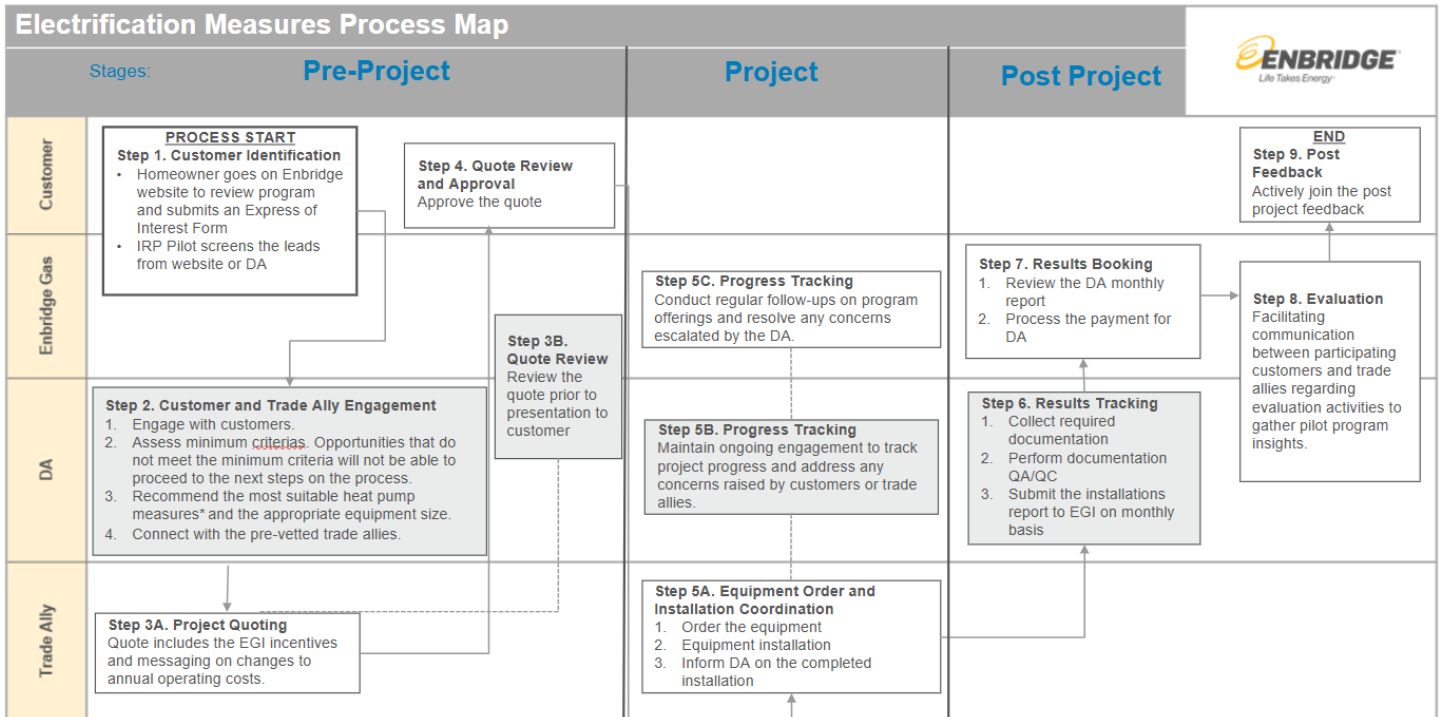 Electrification Measures Process Map
Stages:
Pre-Project
Project
Post Project
ENBRIDGE
Life Takes Energy™
Customer
PROCESS START
Step 1. Customer Identification
• Homeowner goes on Enbridge
website to review program
and submits an Express of
Interest Form
• IRP Pilot screens the leads
from website or DA
Step 4. Quote Review
and Approval
Approve the quote
END
Step 9. Post
Feedback
Actively join the post
project feedback
Enbridge Gas
Step 3B.
Quote Review
Review the
quote prior to
presentation to
customer
Step 5C. Progress Tracking
Conduct regular follow-ups on program
offerings and resolve any concerns
escalated by the DA.
Step 7. Results Booking
1. Review the DA monthly
report
2. Process the payment for
DA
Step 8. Evaluation
Facilitating
communication
between participating
customers and trade
allies regarding
evaluation activities to
gather pilot program
insights.
DA
Step 2. Customer and Trade Ally Engagement
1. Engage with customers.
2. Assess minimum criterias. Opportunities that do
not meet the minimum criteria will not be able to
proceed to the next steps on the process.
3. Recommend the most suitable heat pump
measures* and the appropriate equipment size.
4. Connect with the pre-vetted trade allies.
Step 5B. Progress Tracking
Maintain ongoing engagement to track
project progress and address any
concerns raised by customers or trade
allies.
Step 6. Results Tracking
1. Collect required
documentation
2. Perform documentation
QA/QC
3. Submit the installations
report to EGI on monthly
basis
Trade Ally
Step 3A. Project Quoting
Quote includes the EGI incentives
and messaging on changes to
annual operating costs.
Step 5A. Equipment Order and
Installation Coordination
1. Order the equipment
2. Equipment installation
3. Inform DA on the completed
installation